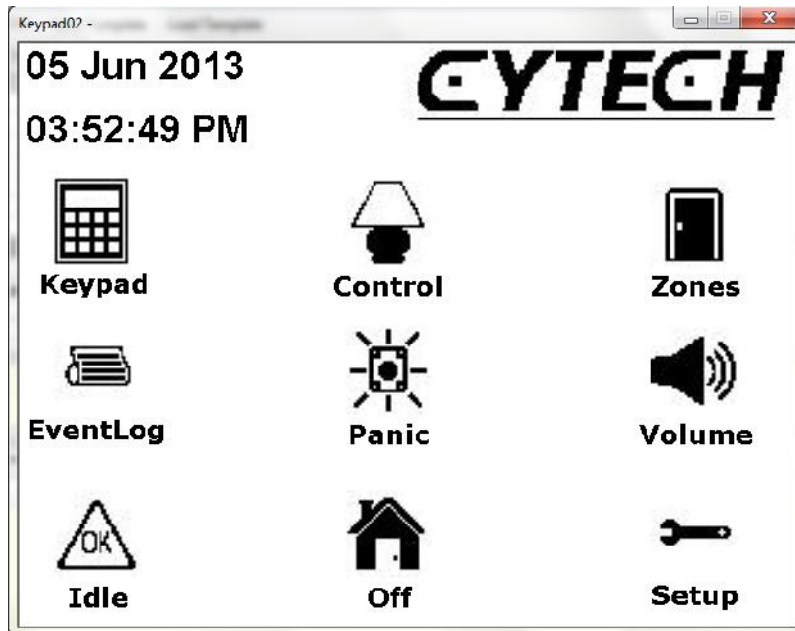 Keypad02 -
05 Jun 2013
CYTECH
03:52:49 PM
Keypad
Control
Zones
EventLog
Panic
Volume
OK
Idle
Off
Setup